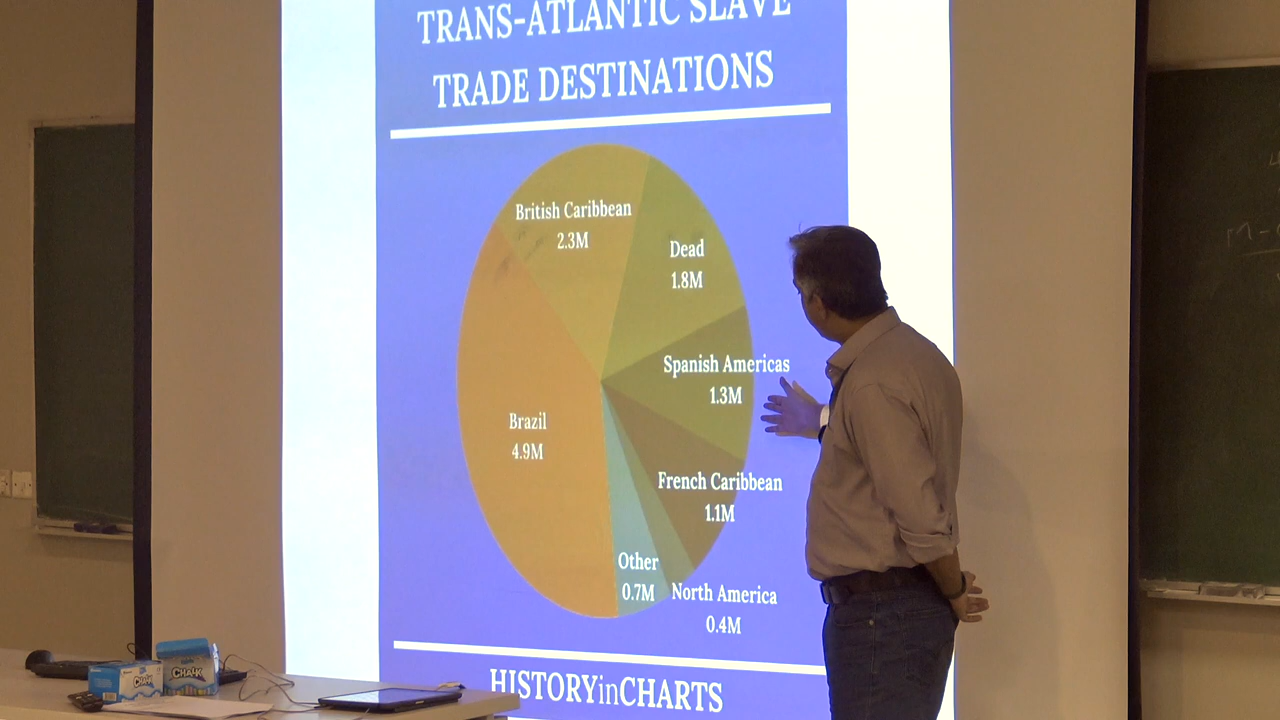 TRANS-ATLANTIC SLAVE
TRADE DESTINATIONS
British Caribbean
2.3M
Dead
1.8M
Spanish Americas
1.3M
Brazil
4.9M
French Caribbean
1.1M
Other
0.7M
North America
0.4M
HISTORYinCHARTS
CHALK
CHALK